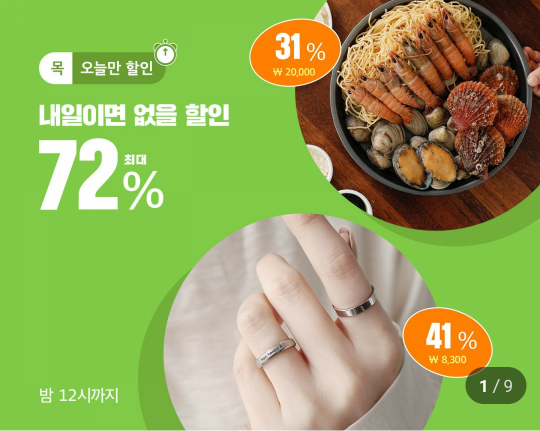 목 오늘만 할인
내일이면 없을 할인
최대
72%
밤 12시까지
31%
₩ 20,000
41%
₩ 8,300
1 / 9